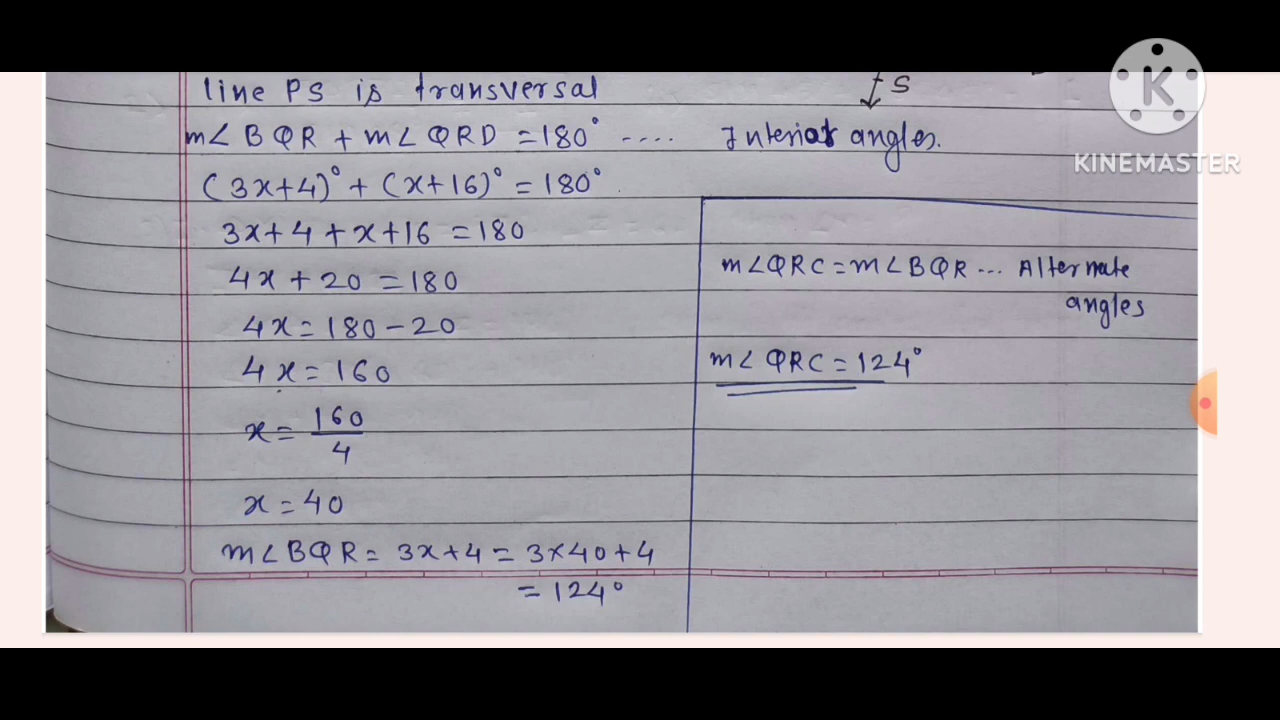 line PS is transversal
m∠BQR + m∠QRD = 180° .... Interior angles.
(3x+4)° + (x+16)° = 180°
3x+4+x+16 = 180
4x+20 = 180
4x = 180-20
4x = 160
x = 160/4
x = 40
m∠BQR = 3x+4 = 3×40+4
= 124°
S
K
KINEMASTER
m∠QRC = m∠BQR ... Alternate
angles
m∠QRC = 124°